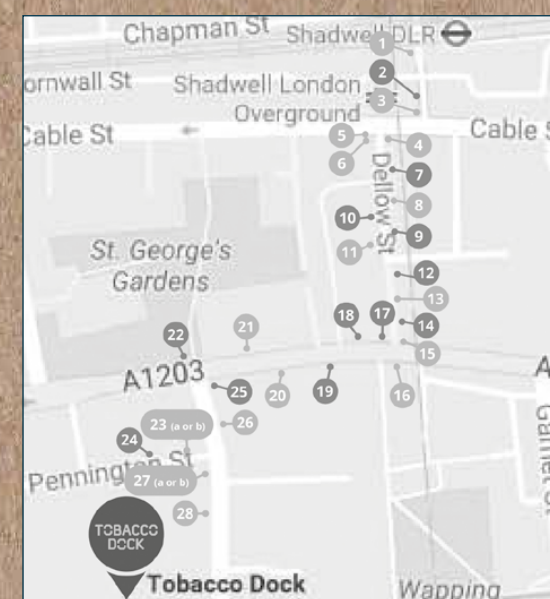 Chapman St
Shadwell DLR
1
2
ornwall St
Shadwell London
Overground
3
Cable St
Cable S
5
4
6
Dellow St
7
8
10
9
11
St. George's
Gardens
12
13
18
17
14
22
21
15
A1203
A
25
20
19
16
23 (a or b)
26
24
Pennington St
27 (a or b)
Garnet St
28
TOBACCO
DOCK
Tobacco Dock
Wapping